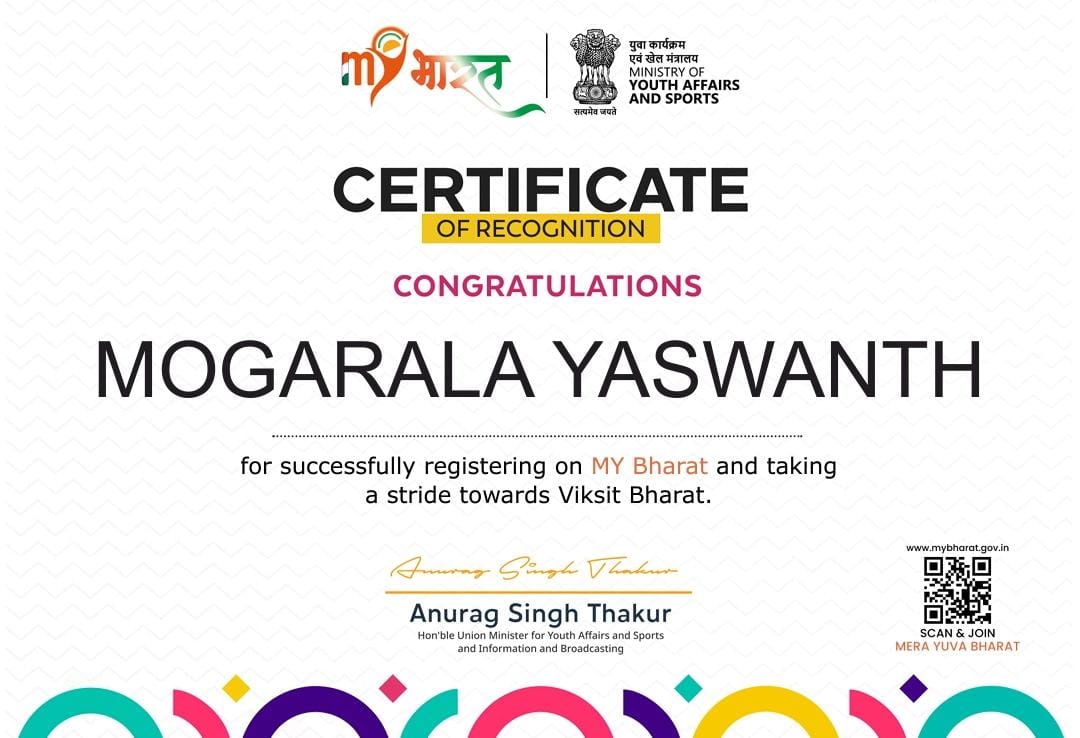 my भारत
युवा कार्यक्रम
एवं खेल मंत्रालय
MINISTRY OF
YOUTH AFFAIRS
AND SPORTS
सत्यमेव जयते
CERTIFICATE
OF RECOGNITION
CONGRATULATIONS
MOGARALA YASWANTH
for successfully registering on MY Bharat and taking
a stride towards Viksit Bharat.
Anurag Singh Thakur
Anurag Singh Thakur
Hon'ble Union Minister for Youth Affairs and Sports
and Information and Broadcasting
www.mybharat.gov.in
SCAN & JOIN
MERA YUVA BHARAT